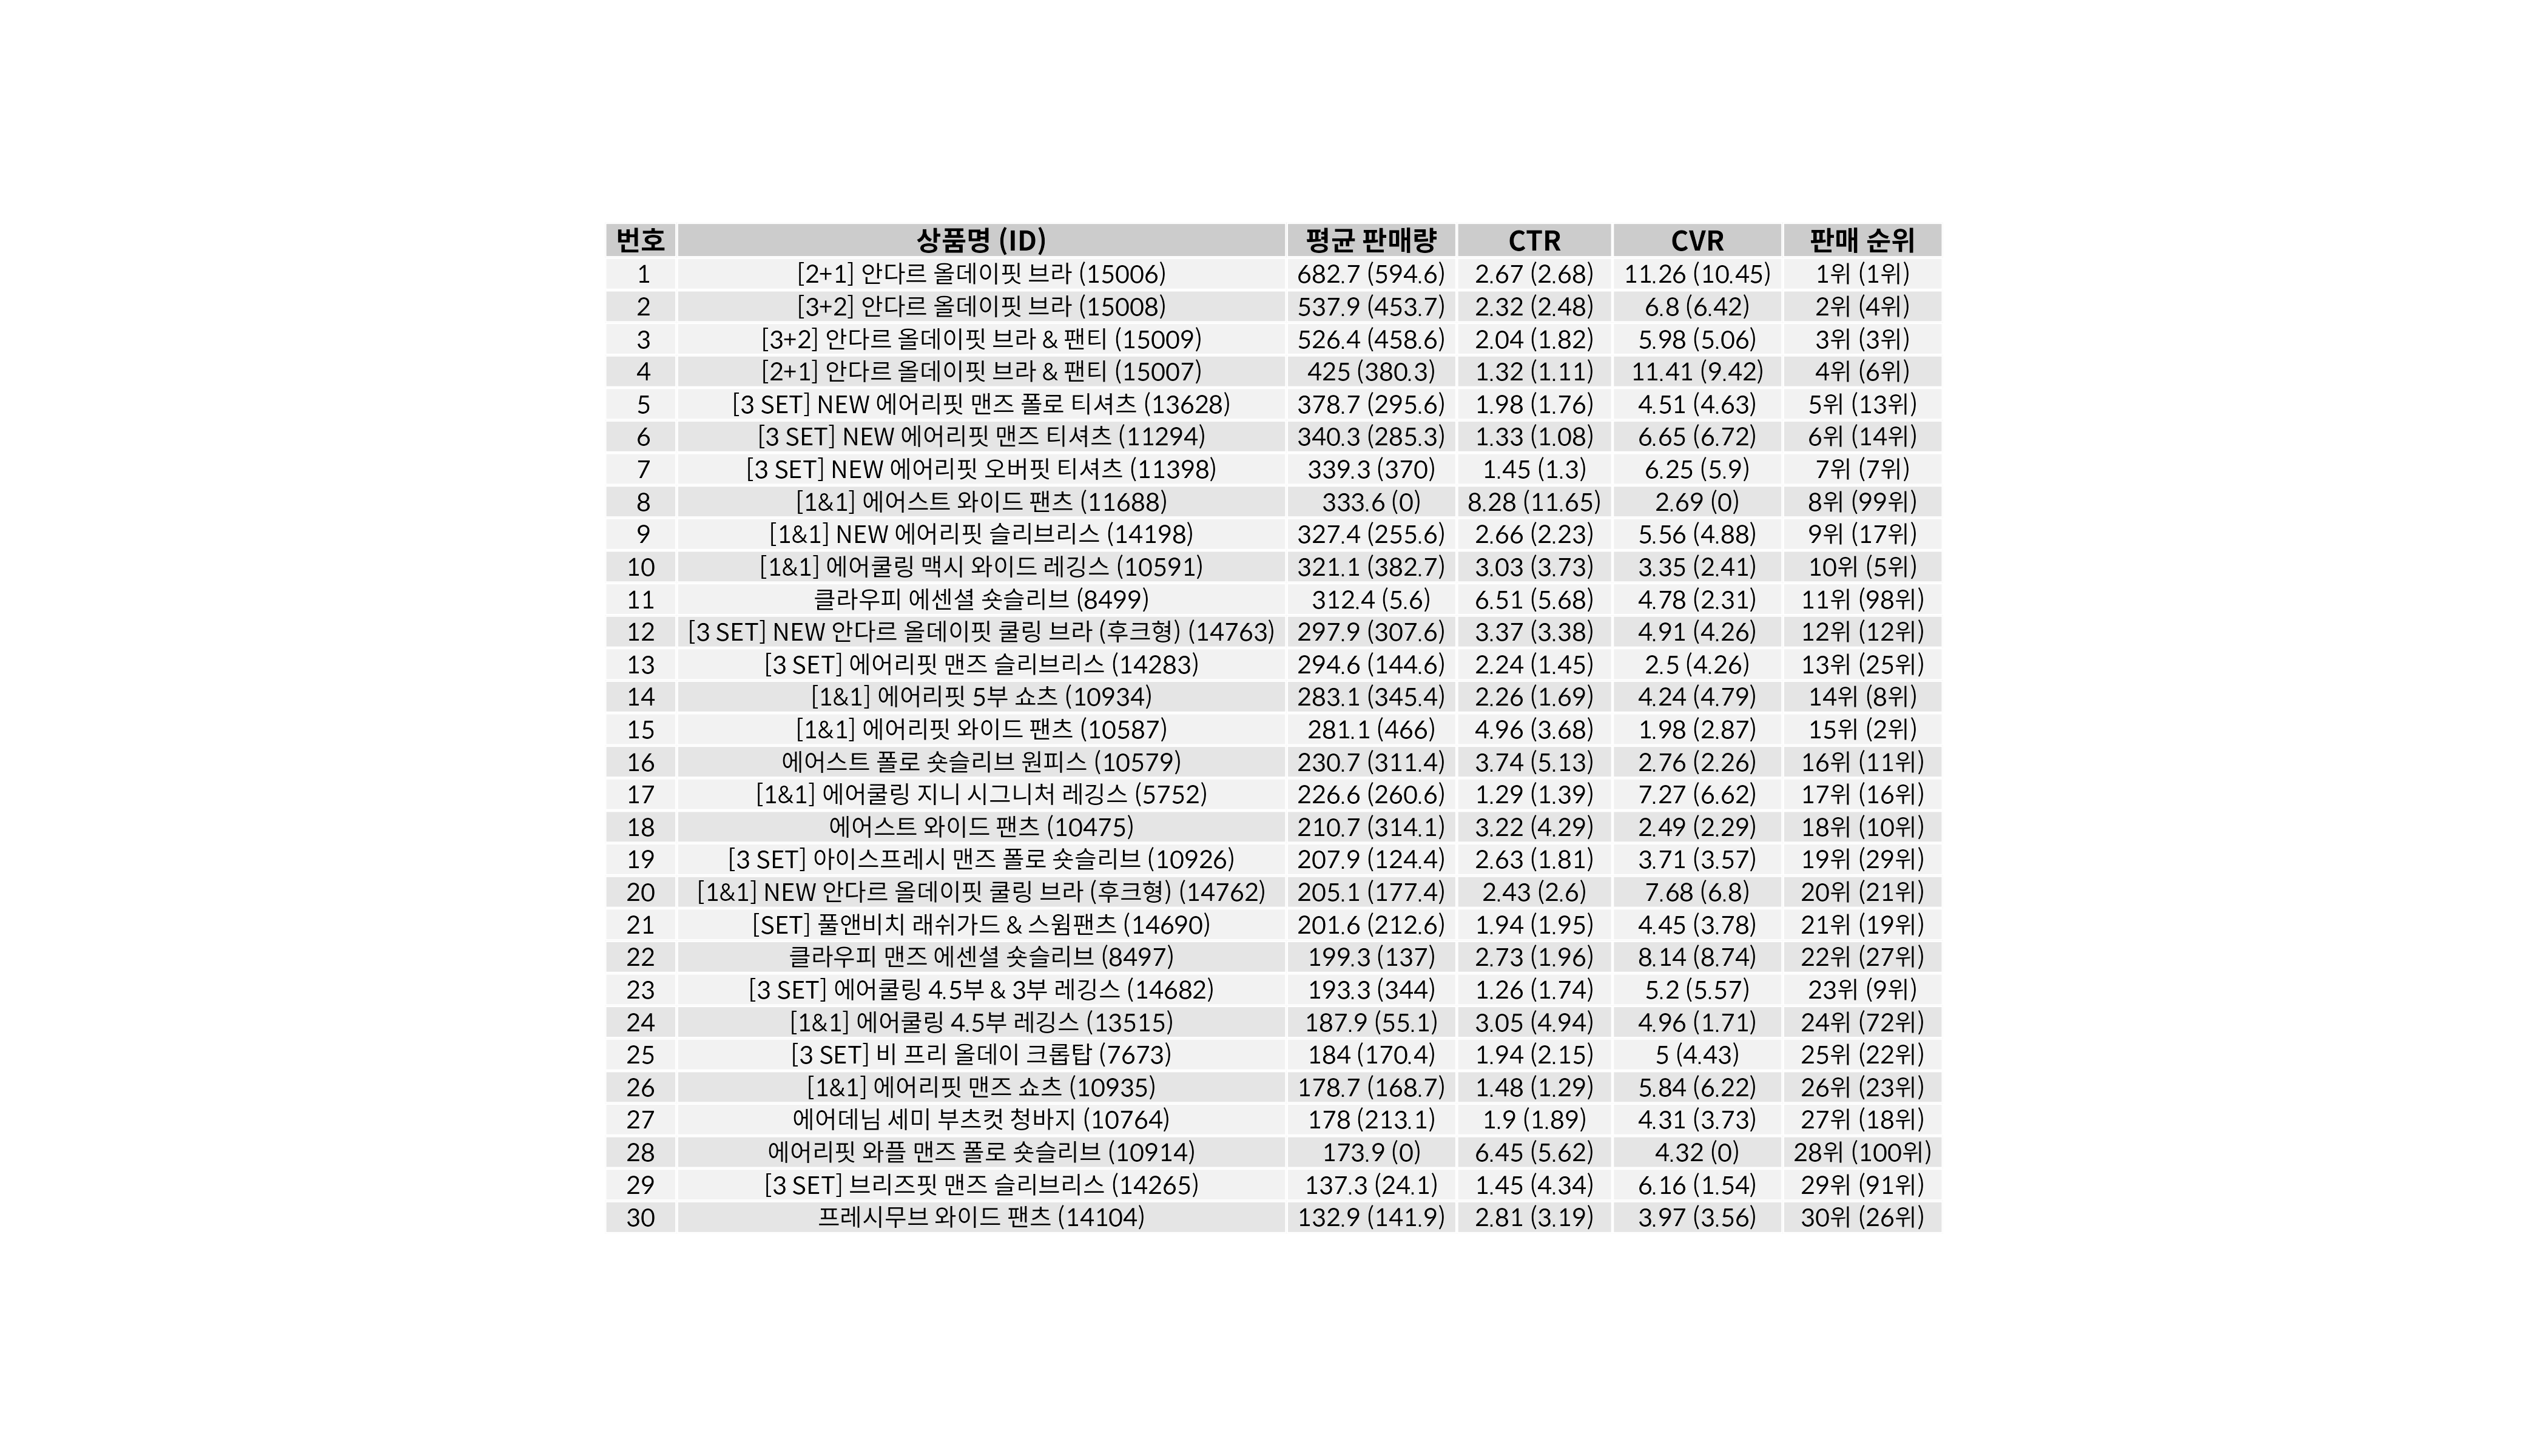 번호 상품명 (ID) 평균 판매량 CTR CVR 판매 순위
1 [2+1] 안다르 올데이핏 브라 (15006) 682.7 (594.6) 2.67 (2.68) 11.26 (10.45) 1위 (1위)
2 [3+2] 안다르 올데이핏 브라 (15008) 537.9 (453.7) 2.32 (2.48) 6.8 (6.42) 2위 (4위)
3 [3+2] 안다르 올데이핏 브라 & 팬티 (15009) 526.4 (458.6) 2.04 (1.82) 5.98 (5.06) 3위 (3위)
4 [2+1] 안다르 올데이핏 브라 & 팬티 (15007) 425 (380.3) 1.32 (1.11) 11.41 (9.42) 4위 (6위)
5 [3 SET] NEW 에어리핏 맨즈 폴로 티셔츠 (13628) 378.7 (295.6) 1.98 (1.76) 4.51 (4.63) 5위 (13위)
6 [3 SET] NEW 에어리핏 맨즈 티셔츠 (11294) 340.3 (285.3) 1.33 (1.08) 6.65 (6.72) 6위 (14위)
7 [3 SET] NEW 에어리핏 오버핏 티셔츠 (11398) 339.3 (370) 1.45 (1.3) 6.25 (5.9) 7위 (7위)
8 [1&1] 에어스트 와이드 팬츠 (11688) 333.6 (0) 8.28 (11.65) 2.69 (0) 8위 (99위)
9 [1&1] NEW 에어리핏 슬리브리스 (14198) 327.4 (255.6) 2.66 (2.23) 5.56 (4.88) 9위 (17위)
10 [1&1] 에어쿨링 맥시 와이드 레깅스 (10591) 321.1 (382.7) 3.03 (3.73) 3.35 (2.41) 10위 (5위)
11 클라우피 에센셜 숏슬리브 (8499) 312.4 (5.6) 6.51 (5.68) 4.78 (2.31) 11위 (98위)
12 [3 SET] NEW 안다르 올데이핏 쿨링 브라 (후크형) (14763) 297.9 (307.6) 3.37 (3.38) 4.91 (4.26) 12위 (12위)
13 [3 SET] 에어리핏 맨즈 슬리브리스 (14283) 294.6 (144.6) 2.24 (1.45) 2.5 (4.26) 13위 (25위)
14 [1&1] 에어리핏 5부 쇼츠 (10934) 283.1 (345.4) 2.26 (1.69) 4.24 (4.79) 14위 (8위)
15 [1&1] 에어리핏 와이드 팬츠 (10587) 281.1 (466) 4.96 (3.68) 1.98 (2.87) 15위 (2위)
16 에어스트 폴로 숏슬리브 원피스 (10579) 230.7 (311.4) 3.74 (5.13) 2.76 (2.26) 16위 (11위)
17 [1&1] 에어쿨링 지니 시그니처 레깅스 (5752) 226.6 (260.6) 1.29 (1.39) 7.27 (6.62) 17위 (16위)
18 에어스트 와이드 팬츠 (10475) 210.7 (314.1) 3.22 (4.29) 2.49 (2.29) 18위 (10위)
19 [3 SET] 아이스프레시 맨즈 폴로 숏슬리브 (10926) 207.9 (124.4) 2.63 (1.81) 3.71 (3.57) 19위 (29위)
20 [1&1] NEW 안다르 올데이핏 쿨링 브라 (후크형) (14762) 205.1 (177.4) 2.43 (2.6) 7.68 (6.8) 20위 (21위)
21 [SET] 풀앤비치 래쉬가드 & 스윔팬츠 (14690) 201.6 (212.6) 1.94 (1.95) 4.45 (3.78) 21위 (19위)
22 클라우피 맨즈 에센셜 숏슬리브 (8497) 199.3 (137) 2.73 (1.96) 8.14 (8.74) 22위 (27위)
23 [3 SET] 에어쿨링 4.5부 & 3부 레깅스 (14682) 193.3 (344) 1.26 (1.74) 5.2 (5.57) 23위 (9위)
24 [1&1] 에어쿨링 4.5부 레깅스 (13515) 187.9 (55.1) 3.05 (4.94) 4.96 (1.71) 24위 (72위)
25 [3 SET] 비 프리 올데이 크롭탑 (7673) 184 (170.4) 1.94 (2.15) 5 (4.43) 25위 (22위)
26 [1&1] 에어리핏 맨즈 쇼츠 (10935) 178.7 (168.7) 1.48 (1.29) 5.84 (6.22) 26위 (23위)
27 에어데님 세미 부츠컷 청바지 (10764) 178 (213.1) 1.9 (1.89) 4.31 (3.73) 27위 (18위)
28 에어리핏 와플 맨즈 폴로 숏슬리브 (10914) 173.9 (0) 6.45 (5.62) 4.32 (0) 28위 (100위)
29 [3 SET] 브리즈핏 맨즈 슬리브리스 (14265) 137.3 (24.1) 1.45 (4.34) 6.16 (1.54) 29위 (91위)
30 프레시무브 와이드 팬츠 (14104) 132.9 (141.9) 2.81 (3.19) 3.97 (3.56) 30위 (26위)